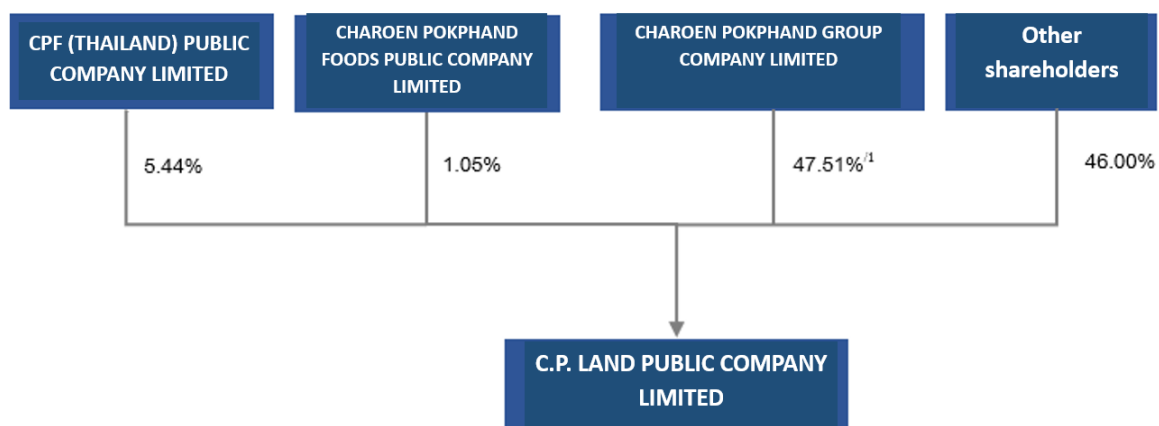 CPF (THAILAND) PUBLIC
COMPANY LIMITED
CHAROEN POKPHAND
FOODS PUBLIC COMPANY
LIMITED
CHAROEN POKPHAND GROUP
COMPANY LIMITED
Other
shareholders
5.44%
1.05%
47.51%/1
46.00%
C.P. LAND PUBLIC COMPANY
LIMITED